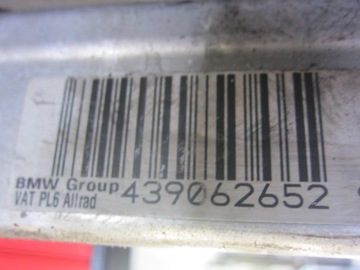 BMW Group 439062652
VAT PL6 Allrad